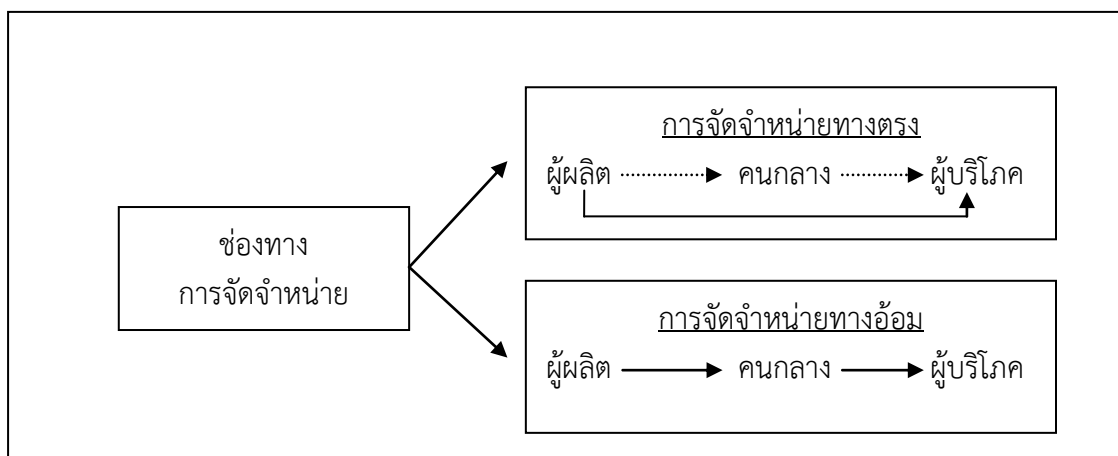 การจัดจำหน่ายทางตรง
ผู้ผลิต คนกลาง ผู้บริโภค
ช่องทาง
การจัดจำหน่าย
การจัดจำหน่ายทางอ้อม
ผู้ผลิต คนกลาง ผู้บริโภค